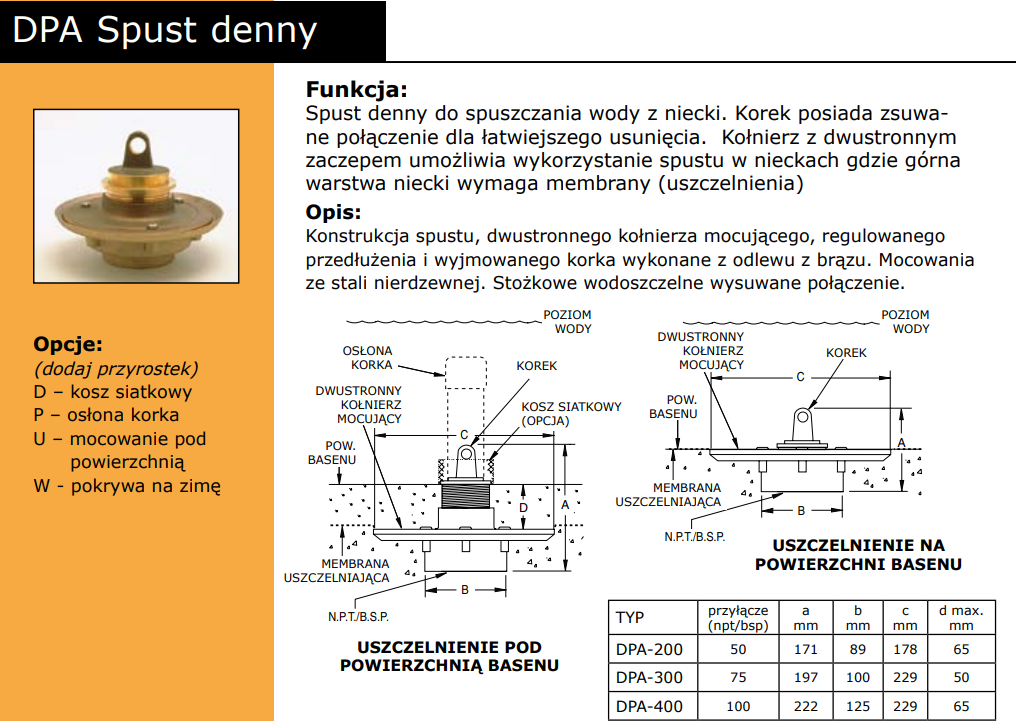 DPA Spust denny
Funkcja:
Spust denny do spuszczania wody z niecki. Korek posiada zsuwa-
ne połączenie dla łatwiejszego usunięcia.  Kołnierz z dwustronnym
zaczepem umożliwia wykorzystanie spustu w nieckach gdzie górna
warstwa niecki wymaga membrany (uszczelnienia)
Opis:
Konstrukcja spustu, dwustronnego kołnierza mocującego, regulowanego
przedłużenia i wyjmowanego korka wykonane z odlewu z brązu. Mocowania
ze stali nierdzewnej. Stożkowe wodoszczelne wysuwane połączenie.
Opcje:
(dodaj przyrostek)
D – kosz siatkowy
P – osłona korka
U – mocowanie pod
powierzchnią
W - pokrywa na zimę
POZIOM
WODY
OSŁONA
KORKA
KOREK
DWUSTRONNY
KOŁNIERZ
MOCUJĄCY
KOSZ SIATKOWY
(OPCJA)
C
POW.
BASENU
D
A
MEMBRANA
USZCZELNIAJĄCA
B
N.P.T./B.S.P.
USZCZELNIENIE POD
POWIERZCHNIĄ BASENU
POZIOM
WODY
DWUSTRONNY
KOŁNIERZ
MOCUJĄCY
KOREK
C
POW.
BASENU
A
MEMBRANA
USZCZELNIAJĄCA
B
N.P.T./B.S.P.
USZCZELNIENIE NA
POWIERZCHNI BASENU
TYP przyłącze (npt/bsp) a mm b mm c mm d max. mm
DPA-200 50 171 89 178 65
DPA-300 75 197 100 229 50
DPA-400 100 222 125 229 65